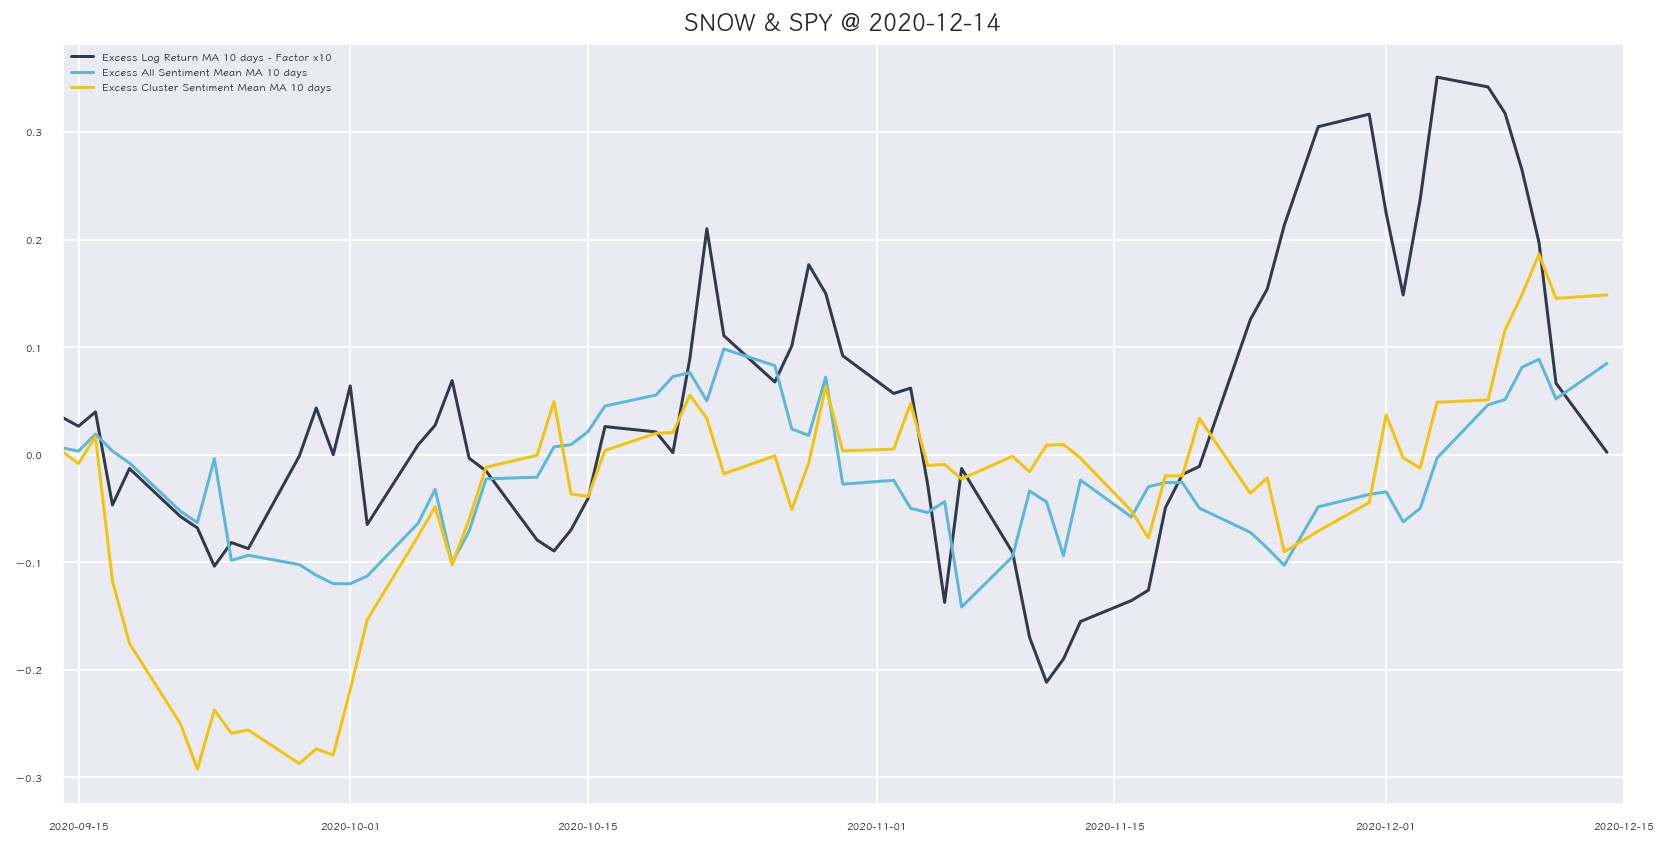 SNOW & SPY @ 2020-12-14
Excess Log Return MA 10 days - Factor x10
Excess All Sentiment Mean MA 10 days
Excess Cluster Sentiment Mean MA 10 days
0.3
0.2
0.1
0.0
−0.1
−0.2
−0.3
2020-09-15 2020-10-01 2020-10-15 2020-11-01 2020-11-15 2020-12-01 2020-12-15